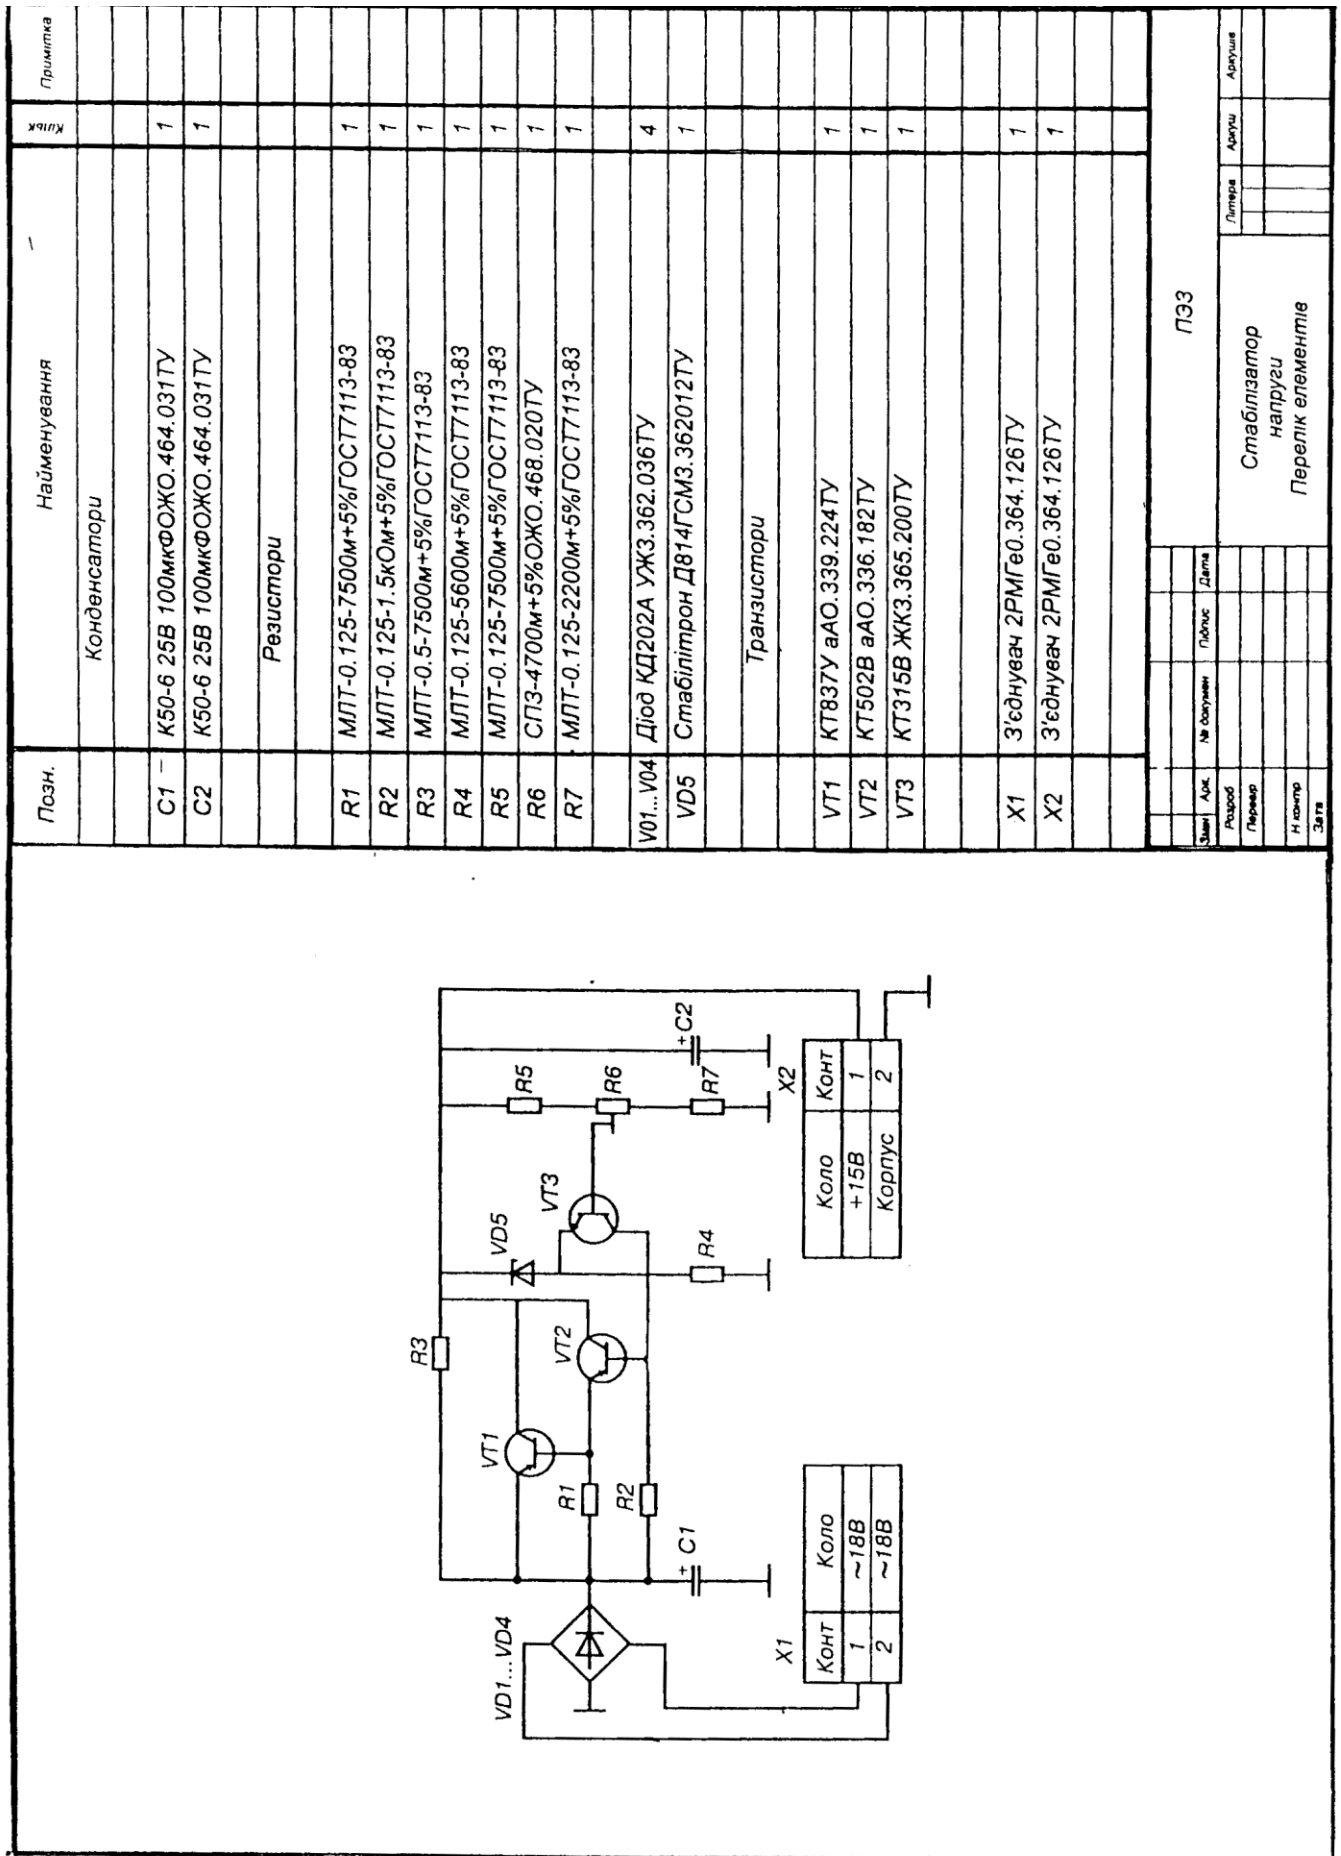 Позн. Найменування Кільк Примітка
Конденсатори
C1 К50-6 25В 100мкФОЖО.464.031ТУ 1
C2 К50-6 25В 100мкФОЖО.464.031ТУ 1
Резистори
R1 МЛТ-0.125-750Ом+5%ГОСТ7113-83 1
R2 МЛТ-0.125-1.5кОм+5%ГОСТ7113-83 1
R3 МЛТ-0.5-750Ом+5%ГОСТ7113-83 1
R4 МЛТ-0.125-560Ом+5%ГОСТ7113-83 1
R5 МЛТ-0.125-750Ом+5%ГОСТ7113-83 1
R6 СП3-470Ом+5%ОЖО.468.020ТУ 1
R7 МЛТ-0.125-220Ом+5%ГОСТ7113-83 1
V01...V04 Діод КД202А УЖ3.362.036ТУ 4
VD5 Стабілітрон Д814ГСМ3.362012ТУ 1
Транзистори
VT1 КТ837У аАО.339.224ТУ 1
VT2 КТ502В аАО.336.182ТУ 1
VT3 КТ315В ЖК3.365.200ТУ 1
X1 З'єднувач 2РМГе0.364.126ТУ 1
X2 З'єднувач 2РМГе0.364.126ТУ 1
ПЭ3
Змін Арк. № докумен Підпис Дата
Розроб
Перевір
Н контр
Затв
Стабілізатор
напруги
Перелік елементів
Литера Аркуш Аркушів
R3
VT1
VD5
VT2
VT3
R5
R1
R2
R6
VD1...VD4
+ C1
R4
R7
+ C2
X1
Конт Коло
1 ~18В
2 ~18В
X2
Коло Конт
+15В 1
Корпус 2